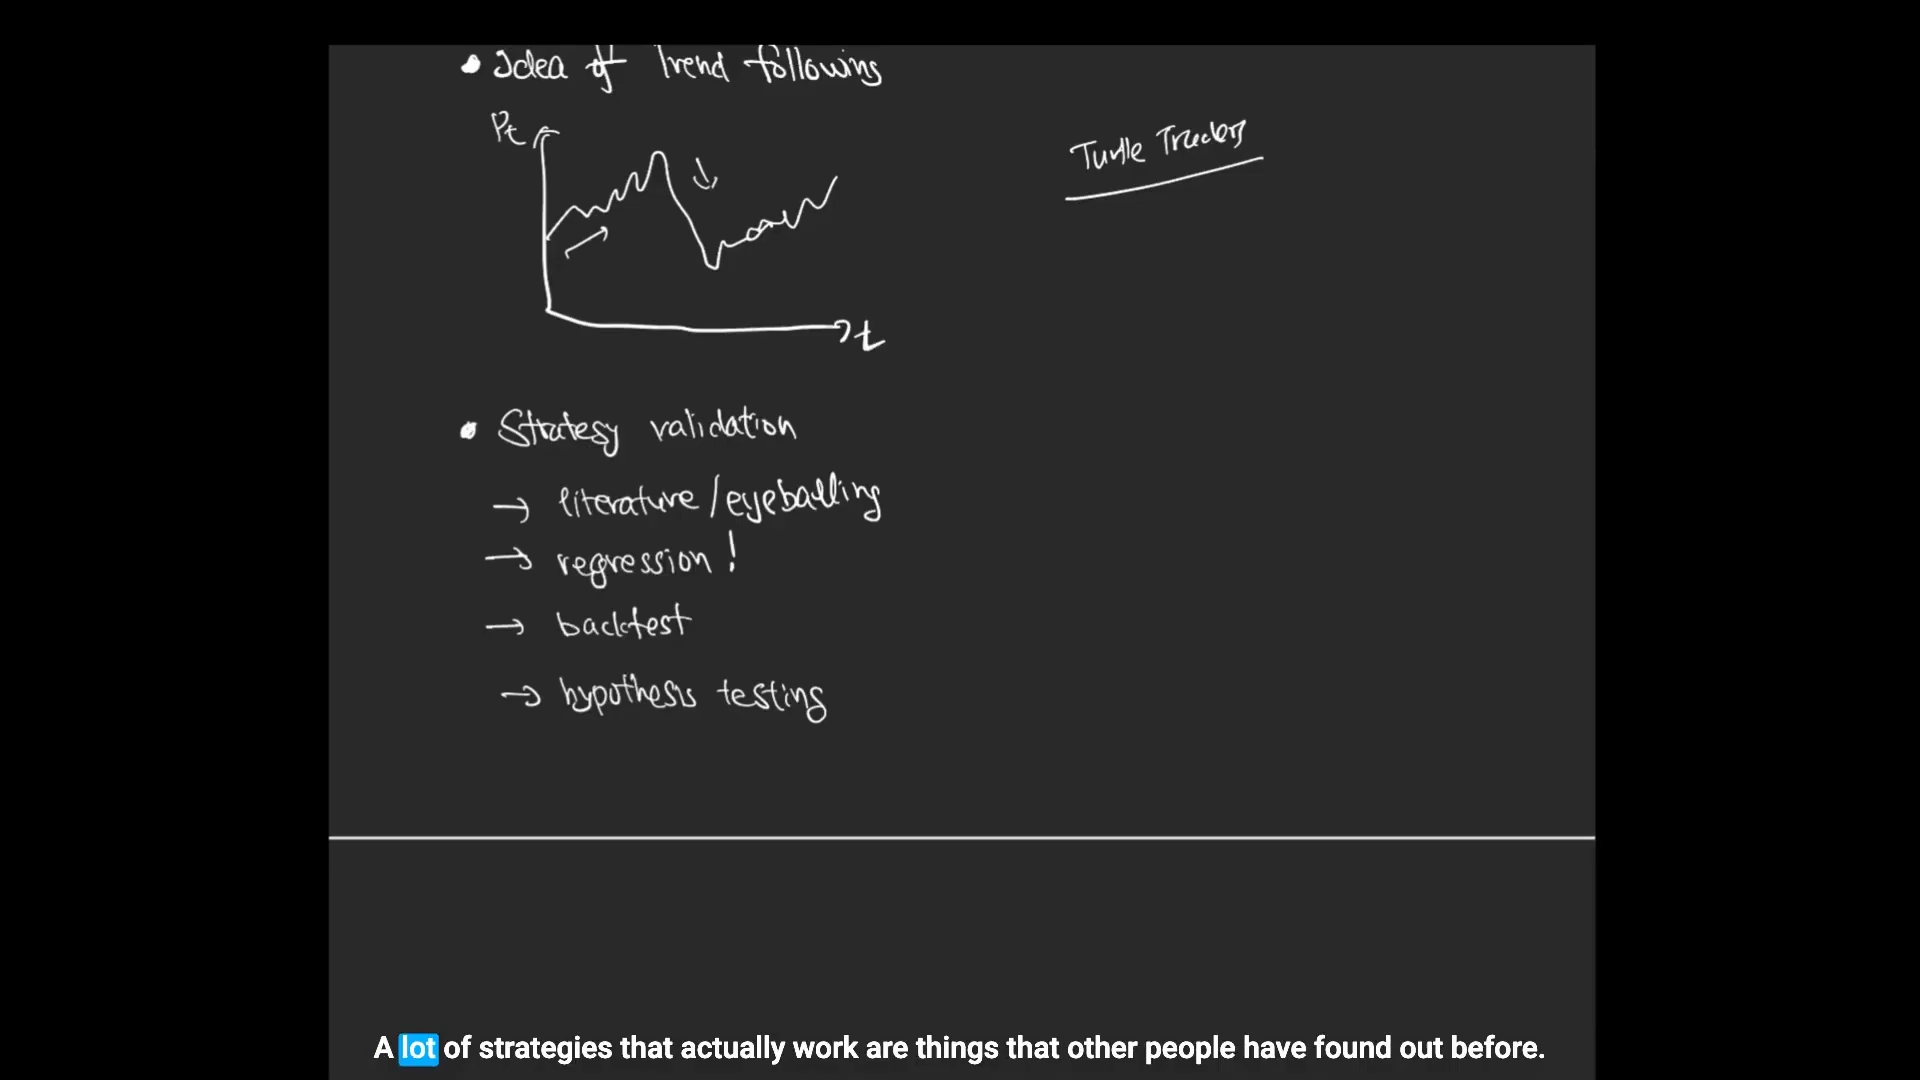 • Idea of Trend following
Pt
Turtle Traders
t
• Strategy validation
→ literature/eyeballing
→ regression!
→ backtest
→ hypothesis testing
A lot of strategies that actually work are things that other people have found out before.